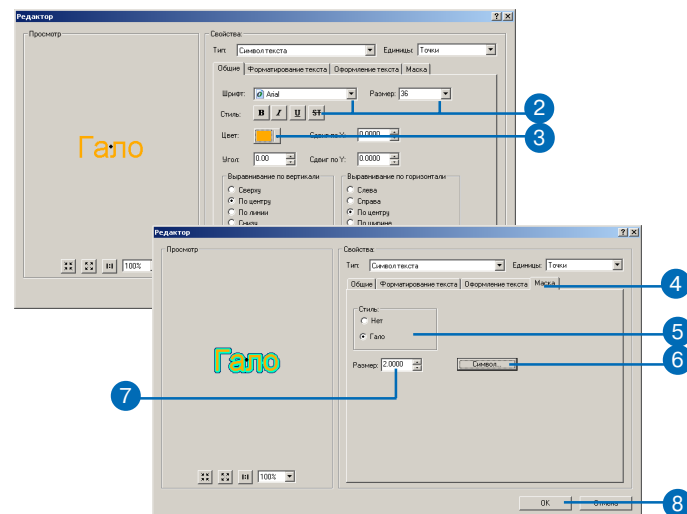 Редактор
Просмотр
Гало
100%
Свойства:
Тип: Символ текста Единицы: Точки
Общие Форматирование текста Оформление текста Маска
Шрифт: Arial Размер: 36
Стиль: B I U ST
2
Цвет: Сдвиг по Y: 0.0000
3
Угол: 0.00 Сдвиг по Y: 0.0000
Выравнивание по вертикали Выравнивание по горизонтали
Сверху Слева
По центру Справа
По линии По центру
Снизу По ширине
Редактор
Просмотр
Гало
100%
Свойства:
Тип: Символ текста Единицы: Точки
Общие Форматирование текста Оформление текста Маска
4
Стиль:
Нет
Гало
5
Размер: 2.0000 Символ...
6
7
OK Отмена
8